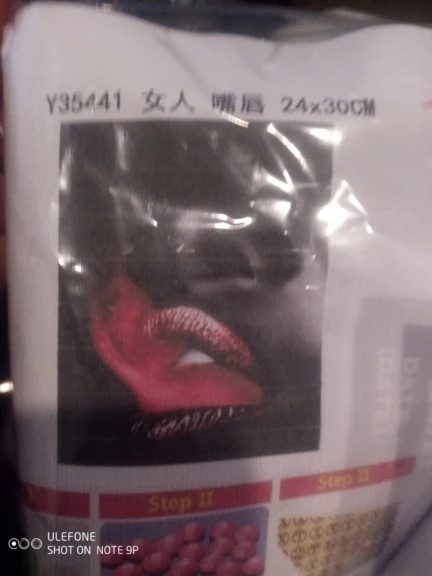 Y35441 女人 嘴唇 24x30CM
Step II
Step II
ULEFONE
SHOT ON NOTE 9P